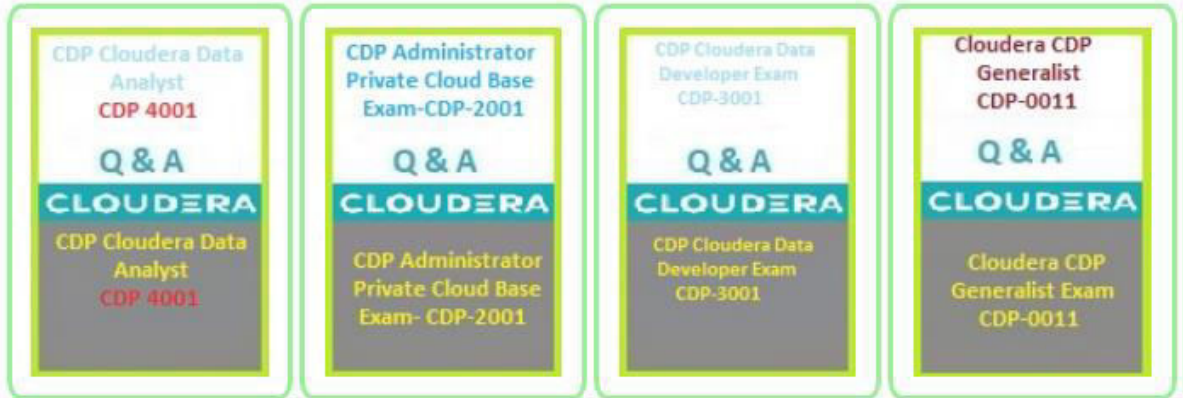 CDP Cloudera Data
Analyst
CDP 4001
Q & A
CLOUDERA
CDP Cloudera Data
Analyst
CDP 4001
CDP Administrator
Private Cloud Base
Exam-CDP-2001
Q & A
CLOUDERA
CDP Administrator
Private Cloud Base
Exam- CDP-2001
CDP Cloudera Data
Developer Exam
CDP-3001
Q & A
CLOUDERA
CDP Cloudera Data
Developer Exam
CDP-3001
Cloudera CDP
Generalist
CDP-0011
Q & A
CLOUDERA
Cloudera CDP
Generalist Exam
CDP-0011